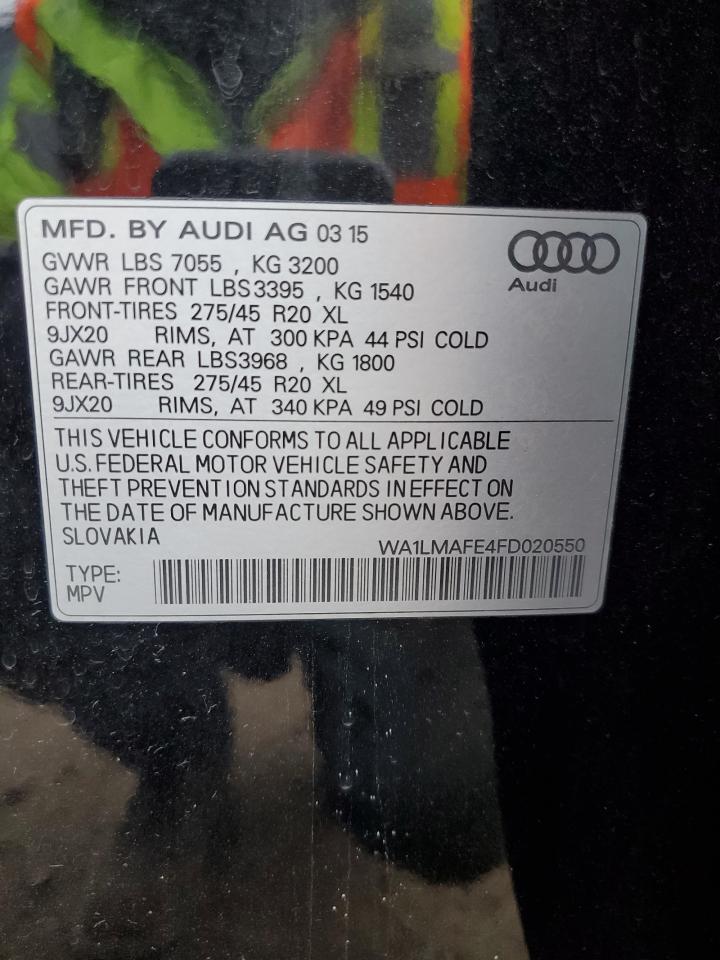 MFD. BY AUDI AG 03 15
Audi
GVWR LBS 7055 , KG 3200
GAWR FRONT LBS3395 , KG 1540
FRONT-TIRES 275/45 R20 XL
9JX20 RIMS, AT 300 KPA 44 PSI COLD
GAWR REAR LBS3968 , KG 1800
REAR-TIRES 275/45 R20 XL
9JX20 RIMS, AT 340 KPA 49 PSI COLD
THIS VEHICLE CONFORMS TO ALL APPLICABLE
U.S. FEDERAL MOTOR VEHICLE SAFETY AND
THEFT PREVENTION STANDARDS IN EFFECT ON
THE DATE OF MANUFACTURE SHOWN ABOVE.
SLOVAKIA
WA1LMAFE4FD020550
TYPE:
MPV